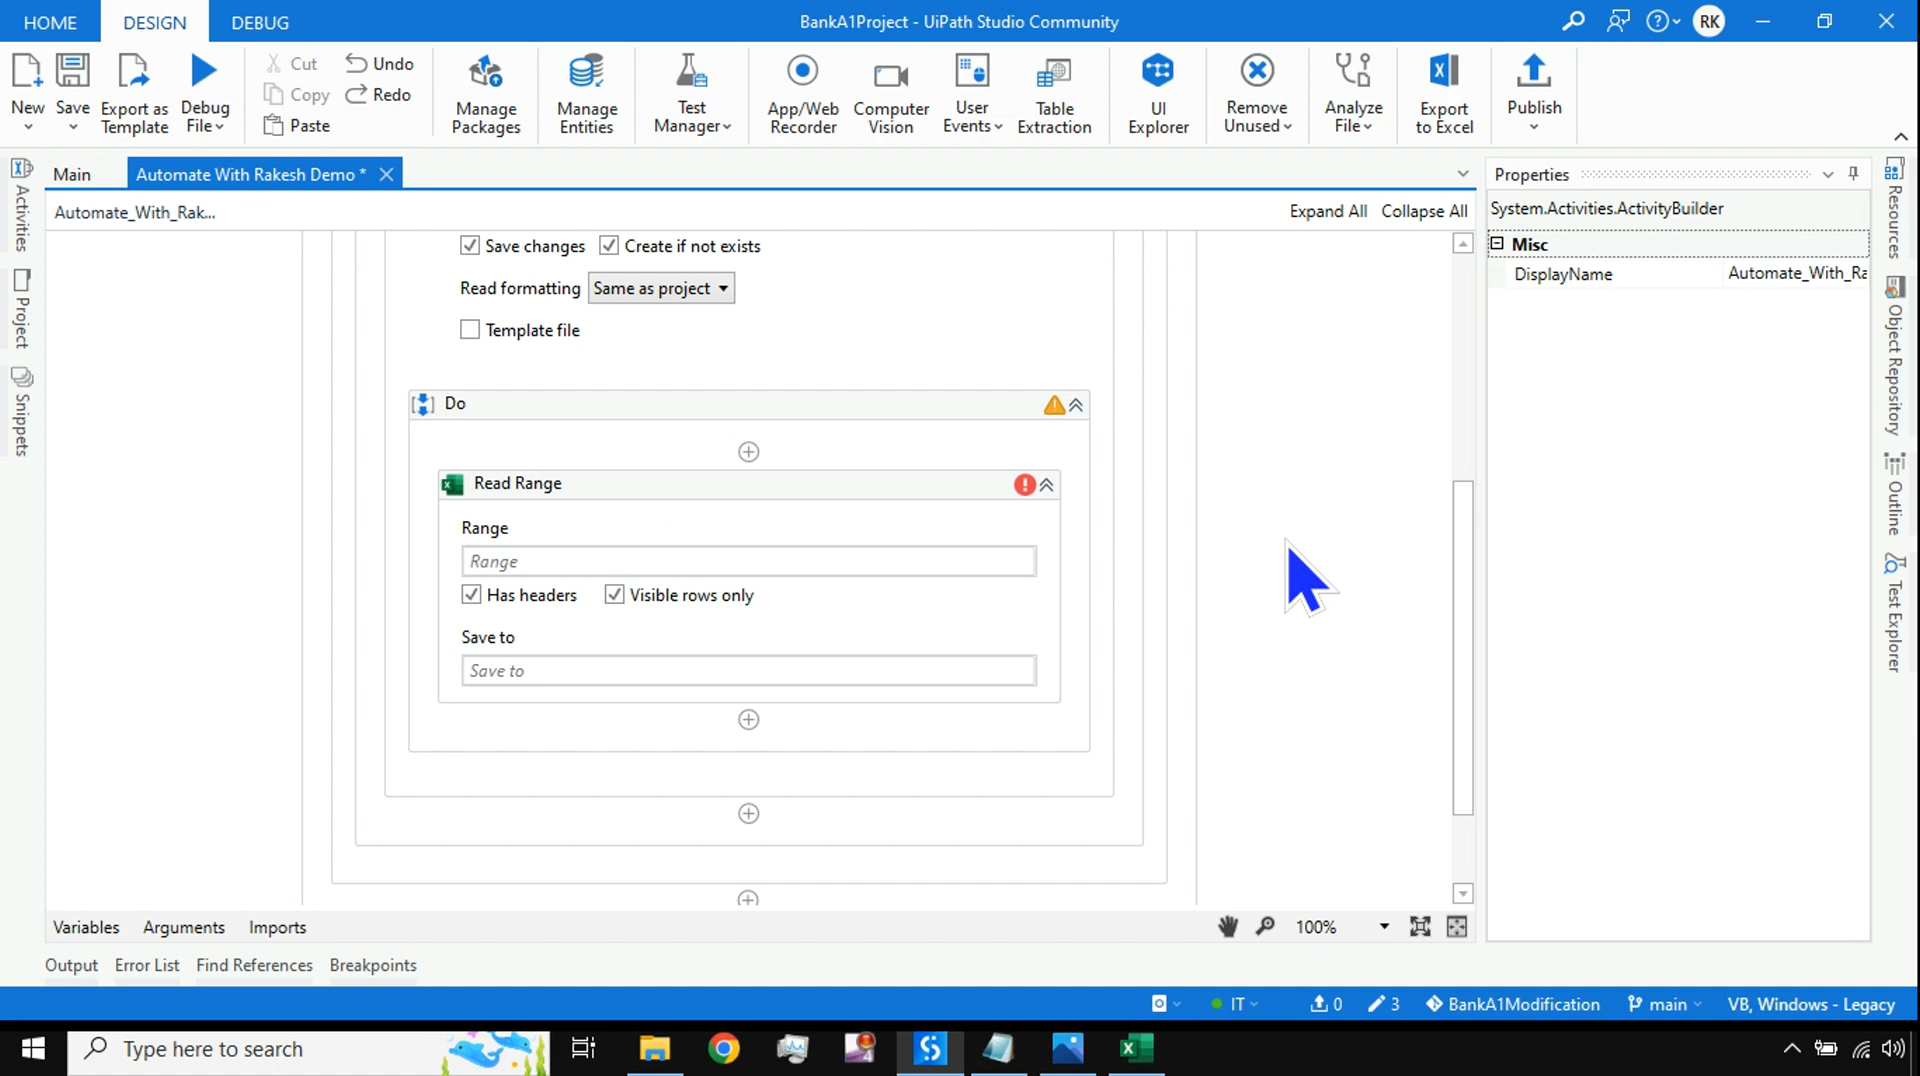 HOME
DESIGN
DEBUG
BankA1Project - UiPath Studio Community
RK
New
Save
Export as
Template
Debug
File
Cut
Copy
Paste
Undo
Redo
Manage
Packages
Manage
Entities
Test
Manager
App/Web
Recorder
Computer
Vision
User
Events
Table
Extraction
UI
Explorer
Remove
Unused
Analyze
File
Export
to Excel
Publish
Main
Automate With Rakesh Demo *
Properties
Automate_With_Rak...
Expand All
Collapse All
System.Activities.ActivityBuilder
Misc
DisplayName
Automate_With_Ra
Activities
Project
Snippets
Resources
Object Repository
Outline
Test Explorer
Save changes
Create if not exists
Read formatting
Same as project
Template file
Do
Read Range
Range
Range
Has headers
Visible rows only
Save to
Save to
Variables
Arguments
Imports
100%
Output
Error List
Find References
Breakpoints
IT
0
3
BankA1Modification
main
VB, Windows - Legacy
Type here to search
4